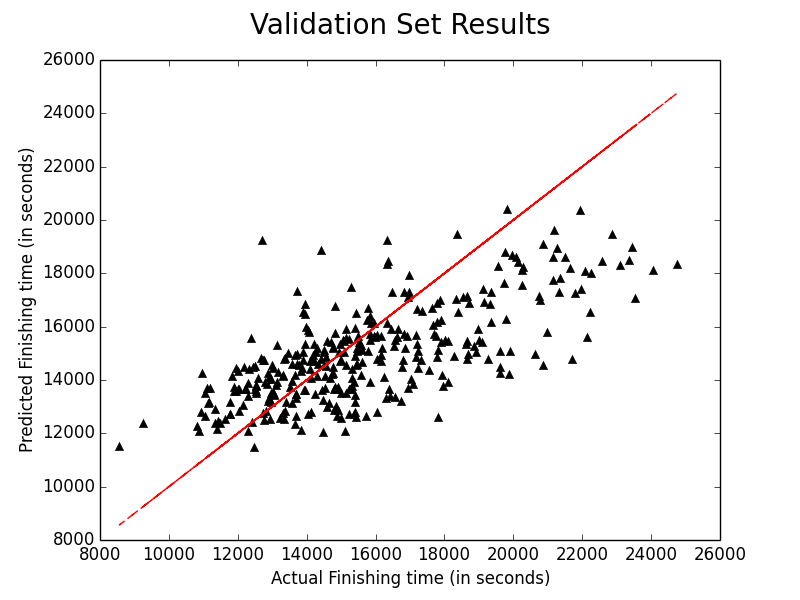 Validation Set Results
26000
24000
22000
20000
18000
16000
14000
12000
10000
8000
Predicted Finishing time (in seconds)
8000 10000 12000 14000 16000 18000 20000 22000 24000 26000
Actual Finishing time (in seconds)